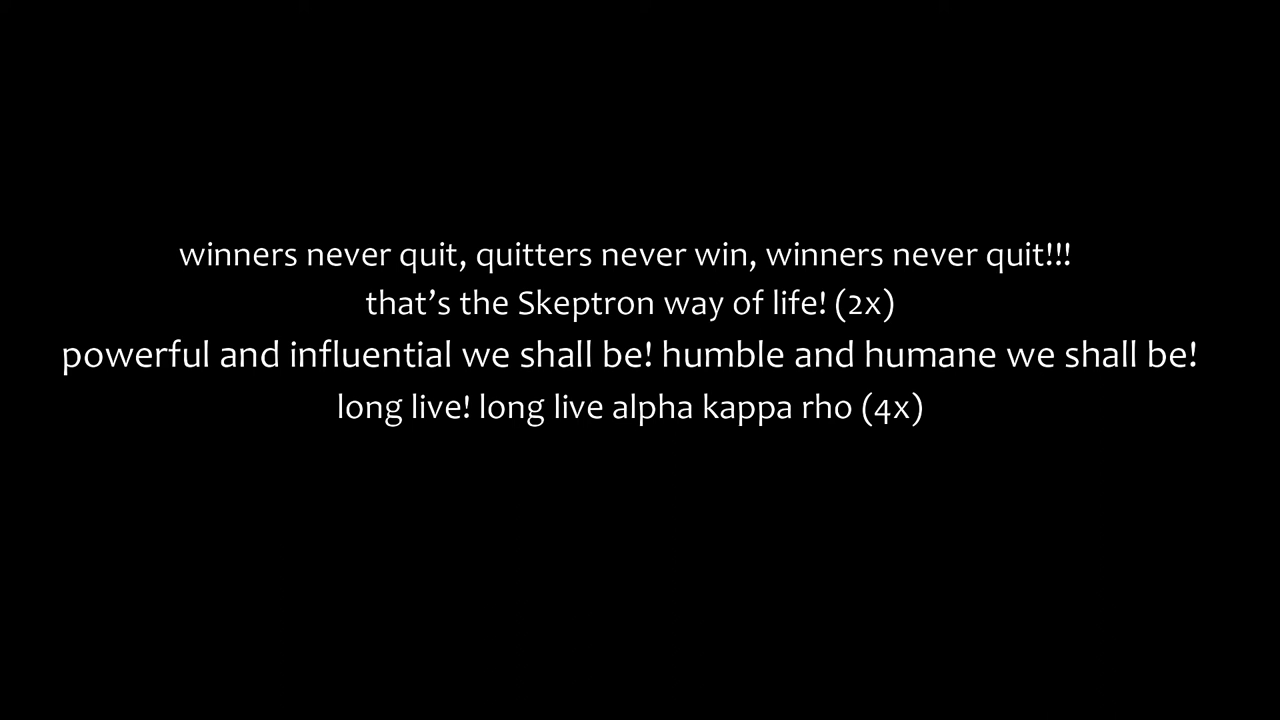 winners never quit, quitters never win, winners never quit!!!
that’s the Skeptron way of life! (2x)
powerful and influential we shall be! humble and humane we shall be!
long live! long live alpha kappa rho (4x)